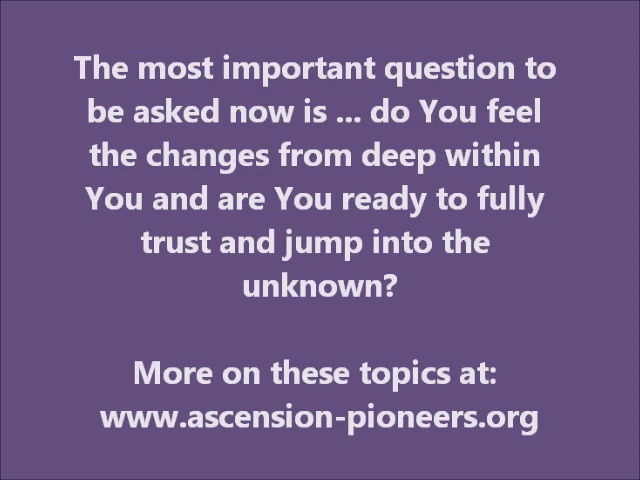 The most important question to
be asked now is ... do You feel
the changes from deep within
You and are You ready to fully
trust and jump into the
unknown?
More on these topics at:
www.ascension-pioneers.org